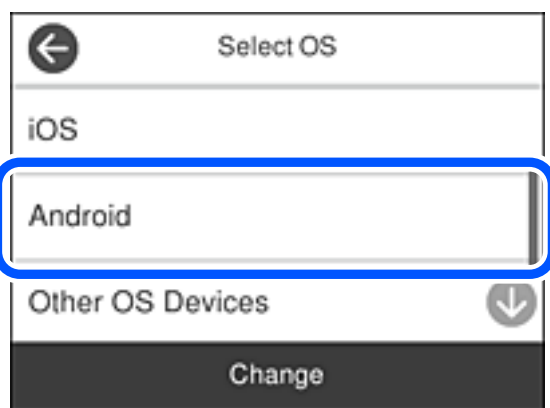 Select OS
iOS
Android
Other OS Devices
Change